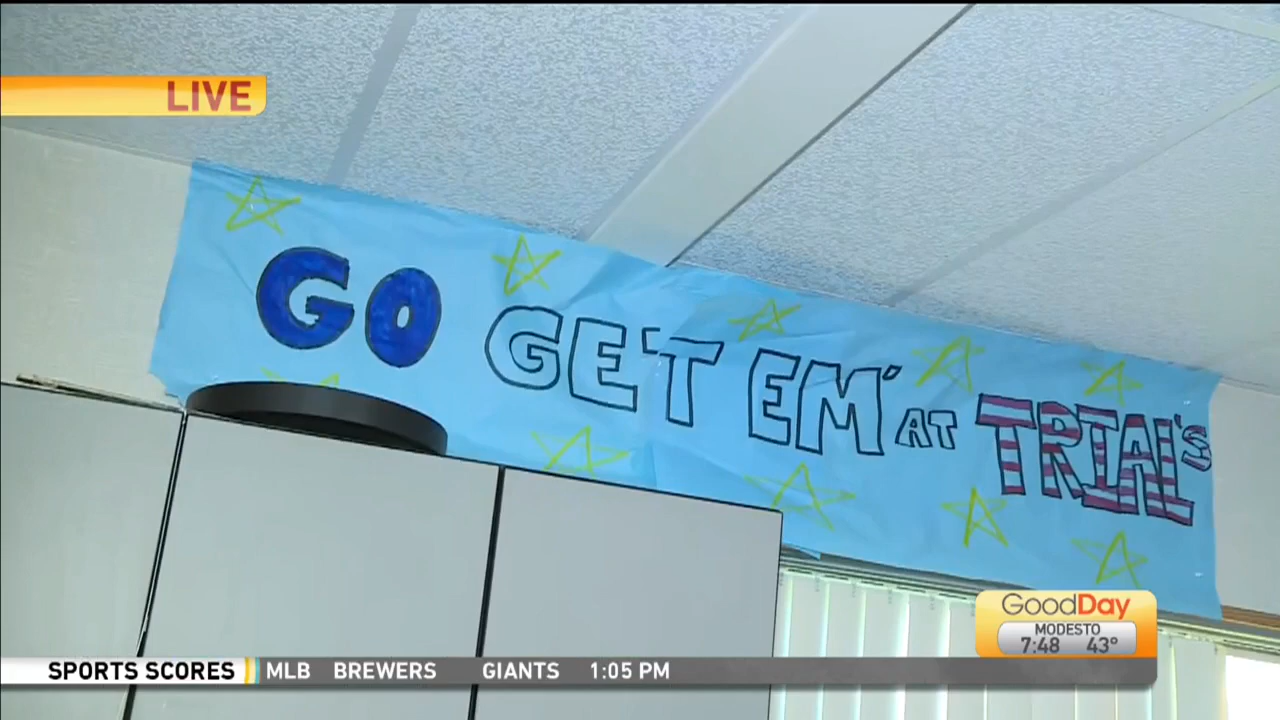 LIVE
GO GET EM' AT TRIAL'S
GoodDay
MODESTO
7:48 43°
SPORTS SCORES MLB BREWERS GIANTS 1:05 PM